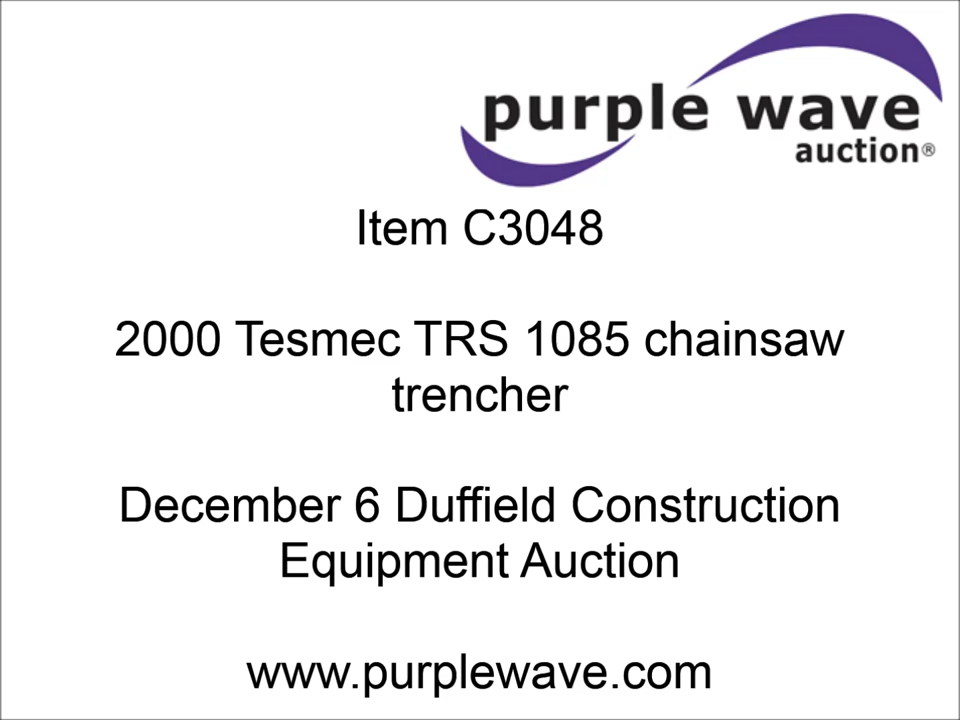 purple wave
auction®
Item C3048
2000 Tesmec TRS 1085 chainsaw
trencher
December 6 Duffield Construction
Equipment Auction
www.purplewave.com